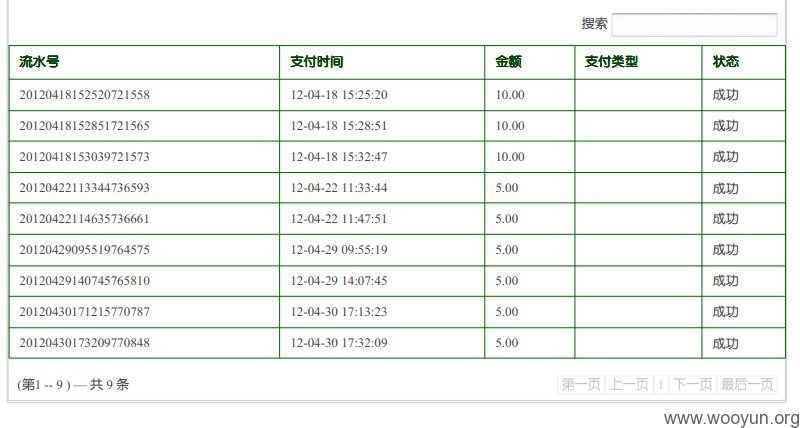 搜索
流水号 支付时间 金额 支付类型 状态
20120418152520721558 12-04-18 15:25:20 10.00 成功
20120418152851721565 12-04-18 15:28:51 10.00 成功
20120418153039721573 12-04-18 15:32:47 10.00 成功
20120422113344736593 12-04-22 11:33:44 5.00 成功
20120422114635736661 12-04-22 11:47:51 5.00 成功
20120429095519764575 12-04-29 09:55:19 5.00 成功
20120429140745765810 12-04-29 14:07:45 5.00 成功
20120430171215770787 12-04-30 17:13:23 5.00 成功
20120430173209770848 12-04-30 17:32:09 5.00 成功
(第1 -- 9 ) — 共 9 条 第一页 上一页 1 下一页 最后一页
www.wooyun.org